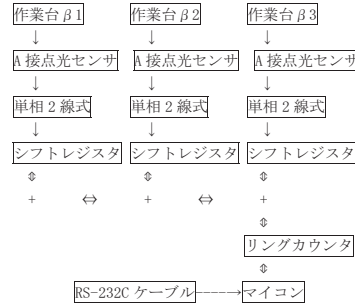 作業台β1 作業台β2 作業台β3
↓ ↓ ↓
A接点光センサ A接点光センサ A接点光センサ
↓ ↓ ↓
単相2線式 単相2線式 単相2線式
↓ ↓ ↓
シフトレジスタ シフトレジスタ シフトレジスタ
⇕ ⇕ ⇕
+ ⇔ + ⇔ +
⇕
リングカウンタ
⇕
RS-232Cケーブル→マイコン